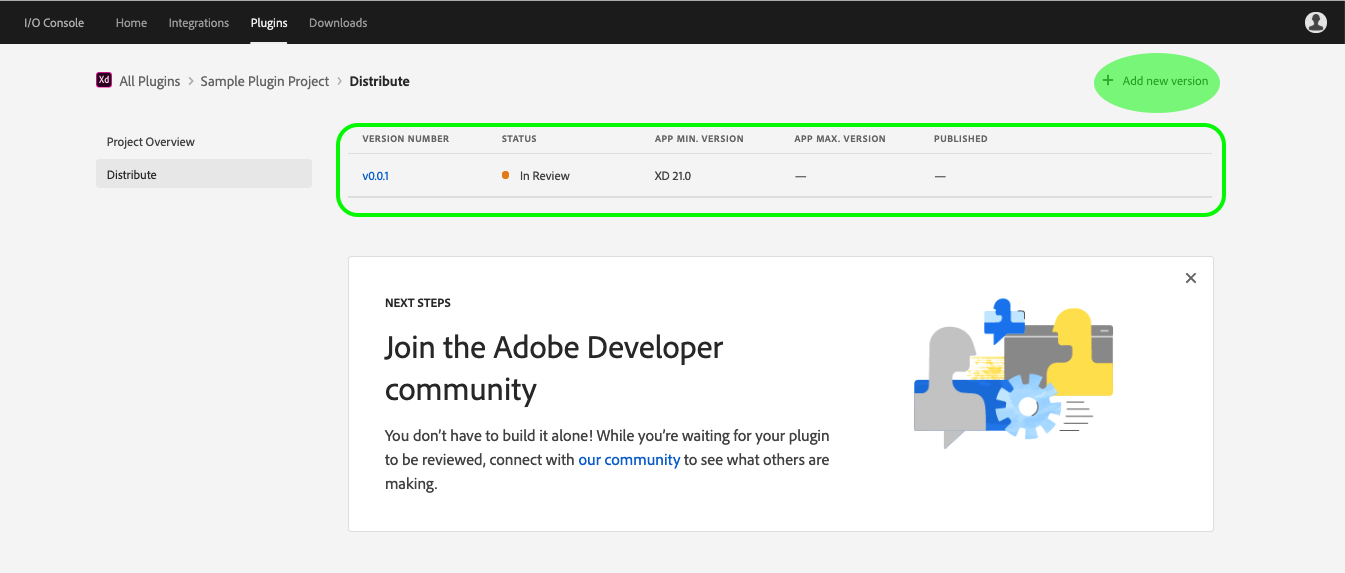 I/O Console Home Integrations Plugins Downloads
Xd All Plugins > Sample Plugin Project > Distribute
+ Add new version
Project Overview
Distribute
VERSION NUMBER STATUS APP MIN. VERSION APP MAX. VERSION PUBLISHED
v0.0.1 In Review XD 21.0 — —
NEXT STEPS
Join the Adobe Developer
community
You don’t have to build it alone! While you’re waiting for your plugin
to be reviewed, connect with our community to see what others are
making.